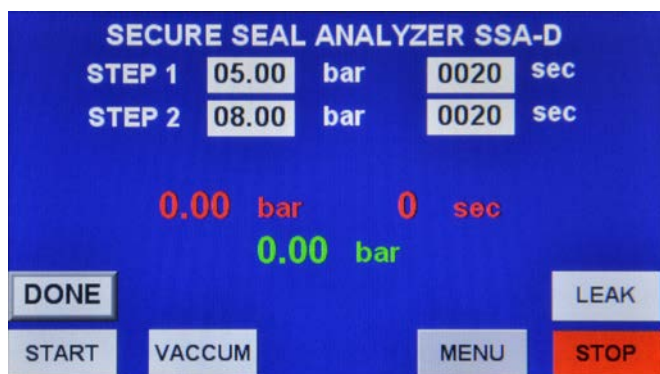 SECURE SEAL ANALYZER SSA-D
STEP 1 05.00 bar 0020 sec
STEP 2 08.00 bar 0020 sec
0.00 bar 0 sec
0.00 bar
DONE LEAK
START VACCUM MENU STOP